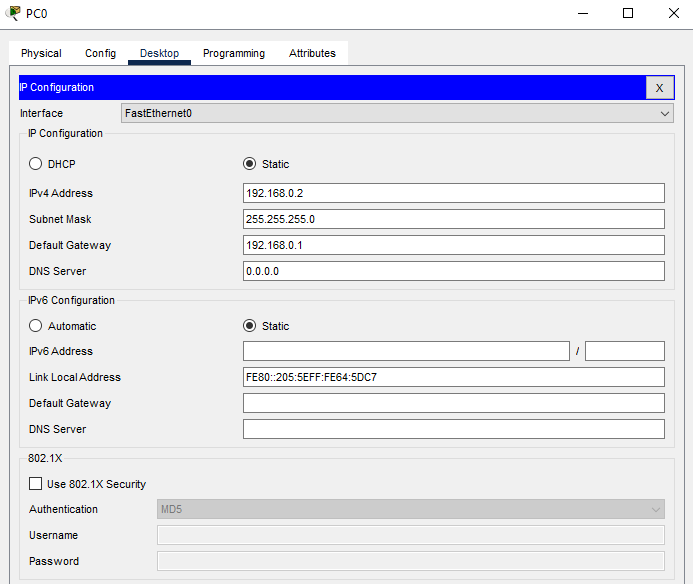 PC0
Physical Config Desktop Programming Attributes
IP Configuration X
Interface FastEthernet0
IP Configuration
DHCP Static
IPv4 Address 192.168.0.2
Subnet Mask 255.255.255.0
Default Gateway 192.168.0.1
DNS Server 0.0.0.0
IPv6 Configuration
Automatic Static
IPv6 Address /
Link Local Address FE80::205:5EFF:FE64:5DC7
Default Gateway
DNS Server
802.1X
Use 802.1X Security
Authentication MD5
Username
Password